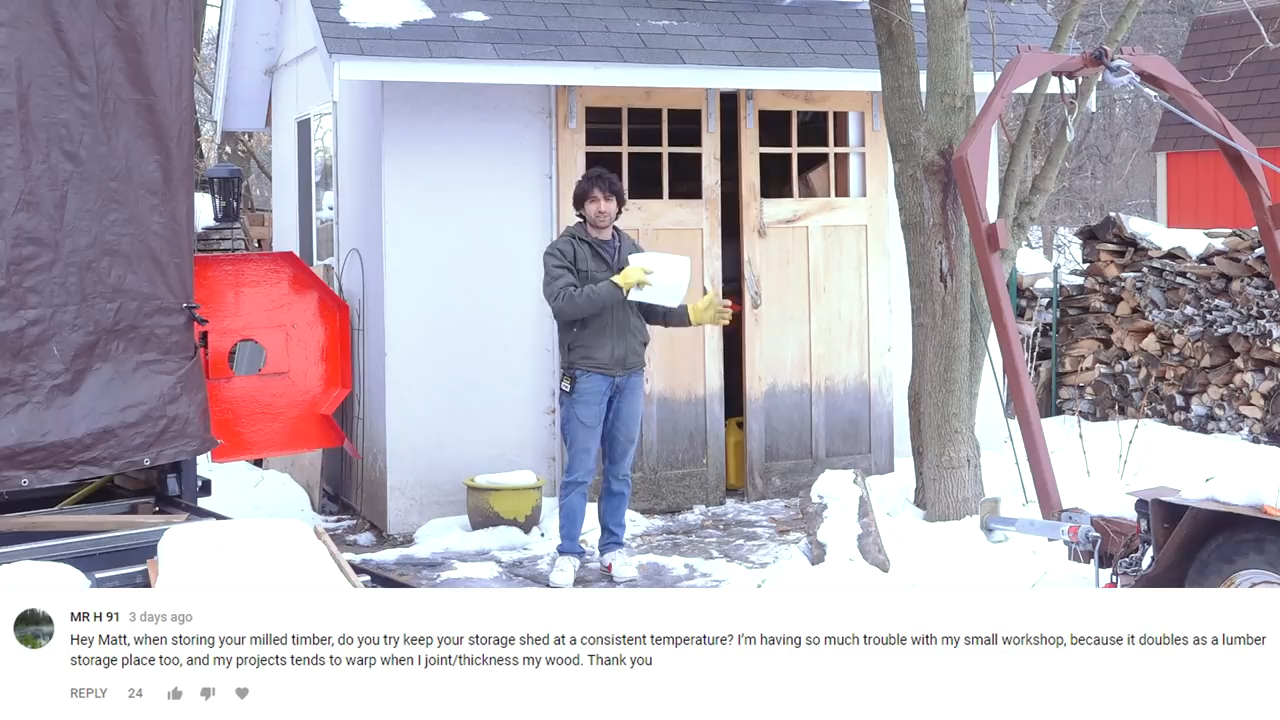 MR H 91 3 days ago
Hey Matt, when storing your milled timber, do you try keep your storage shed at a consistent temperature? I'm having so much trouble with my small workshop, because it doubles as a lumber
storage place too, and my projects tends to warp when I joint/thickness my wood. Thank you
REPLY 24